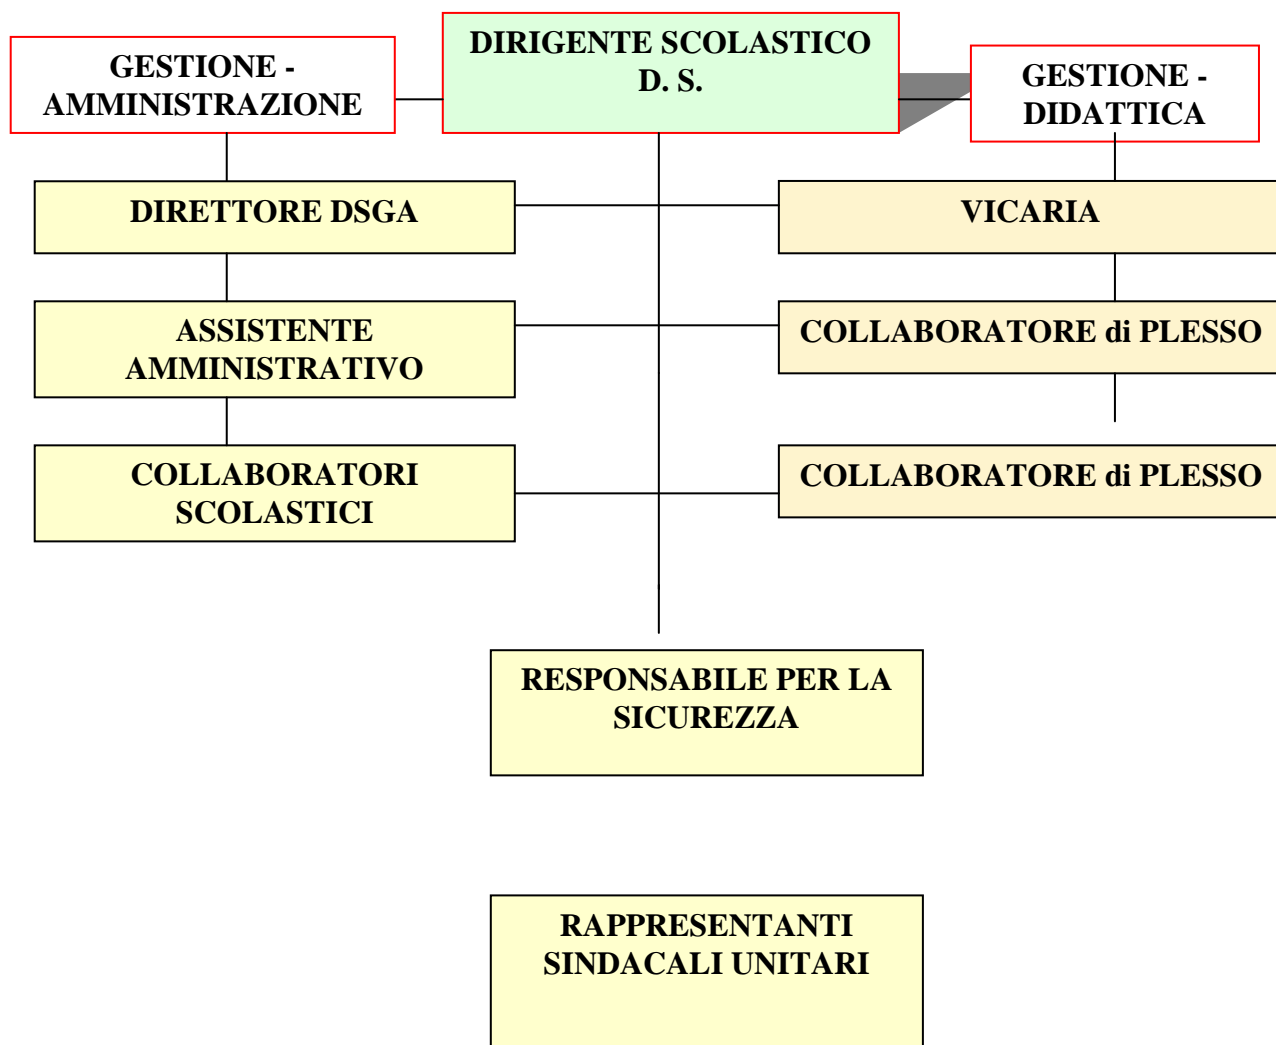 DIRIGENTE SCOLASTICO
D. S.
GESTIONE -
AMMINISTRAZIONE
GESTIONE -
DIDATTICA
DIRETTORE DSGA
VICARIA
ASSISTENTE
AMMINISTRATIVO
COLLABORATORE di PLESSO
COLLABORATORI
SCOLASTICI
COLLABORATORE di PLESSO
RESPONSABILE PER LA
SICUREZZA
RAPPRESENTANTI
SINDACALI UNITARI